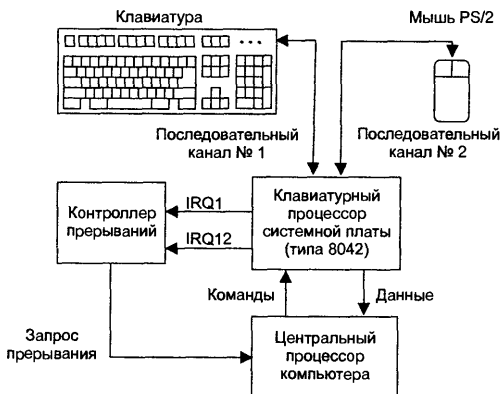 Клавиатура
Мышь PS/2
Последовательный
канал № 1
Последовательный
канал № 2
Контроллер
прерываний
IRQ1
IRQ12
Клавиатурный
процессор
системной платы
(типа 8042)
Команды
Данные
Запрос
прерывания
Центральный
процессор
компьютера